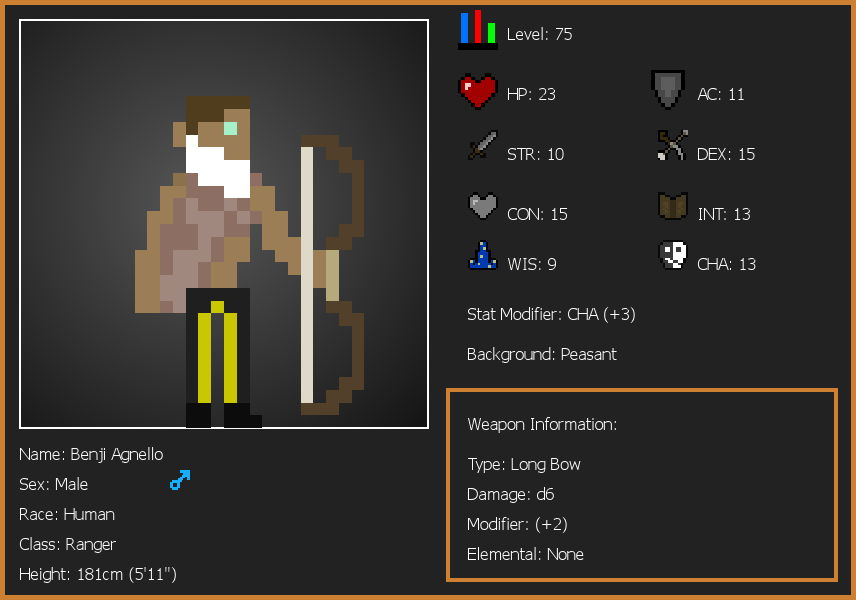 Level: 75
HP: 23
AC: 11
STR: 10
DEX: 15
CON: 15
INT: 13
WIS: 9
CHA: 13
Stat Modifier: CHA (+3)
Background: Peasant
Weapon Information:
Type: Long Bow
Damage: d6
Modifier: (+2)
Elemental: None
Name: Benji Agnello
Sex: Male
Race: Human
Class: Ranger
Height: 181cm (5'11")